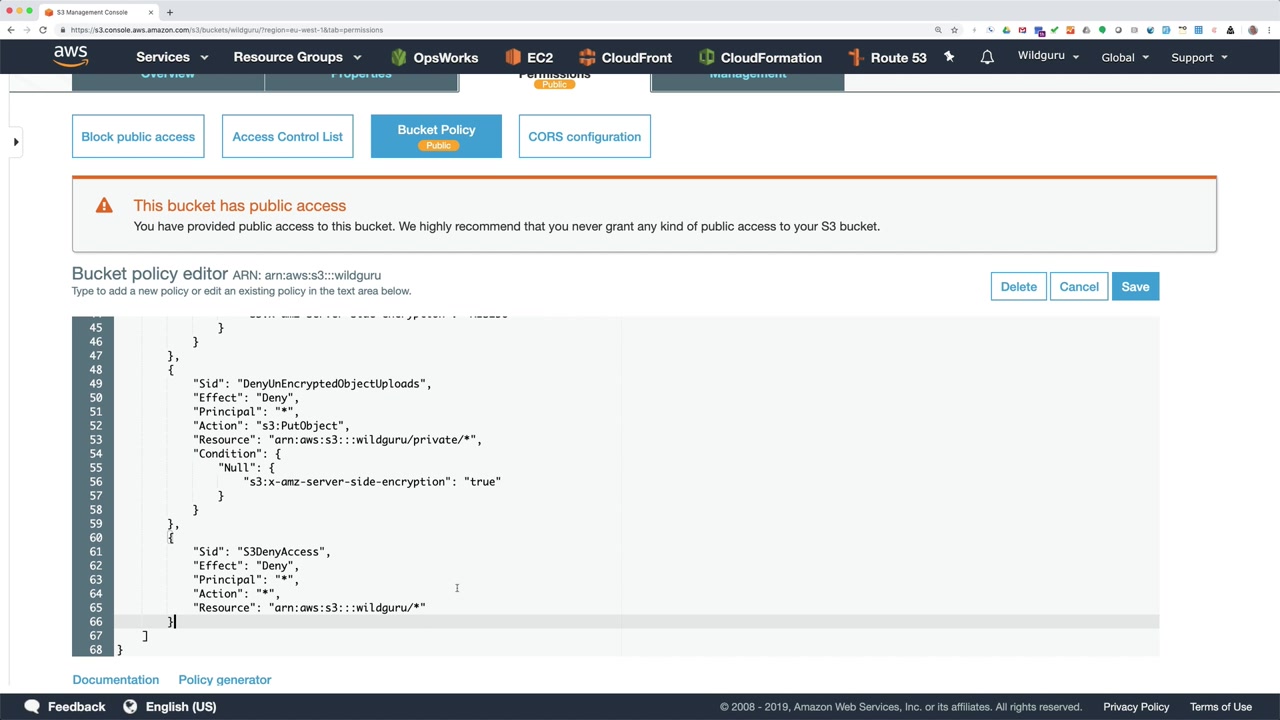 S3 Management Console
https://s3.console.aws.amazon.com/s3/buckets/wildguru/?region=eu-west-1&tab=permissions
aws
Services
Resource Groups
OpsWorks
EC2
CloudFront
CloudFormation
Route 53
Wildguru
Global
Support
Overview
Properties
Permissions
Public
Management
Block public access
Access Control List
Bucket Policy
Public
CORS configuration
This bucket has public access
You have provided public access to this bucket. We highly recommend that you never grant any kind of public access to your S3 bucket.
Bucket policy editor ARN: arn:aws:s3:::wildguru
Type to add a new policy or edit an existing policy in the text area below.
Delete
Cancel
Save
45 }
46 }
47 },
48 {
49 "Sid": "DenyUnEncryptedObjectUploads",
50 "Effect": "Deny",
51 "Principal": "*",
52 "Action": "s3:PutObject",
53 "Resource": "arn:aws:s3:::wildguru/private/*",
54 "Condition": {
55 "Null": {
56 "s3:x-amz-server-side-encryption": "true"
57 }
58 }
59 },
60 {
61 "Sid": "S3DenyAccess",
62 "Effect": "Deny",
63 "Principal": "*",
64 "Action": "*",
65 "Resource": "arn:aws:s3:::wildguru/*"
66 }
67 ]
68 }
Documentation
Policy generator
Feedback
English (US)
© 2008 - 2019, Amazon Web Services, Inc. or its affiliates. All rights reserved.
Privacy Policy
Terms of Use